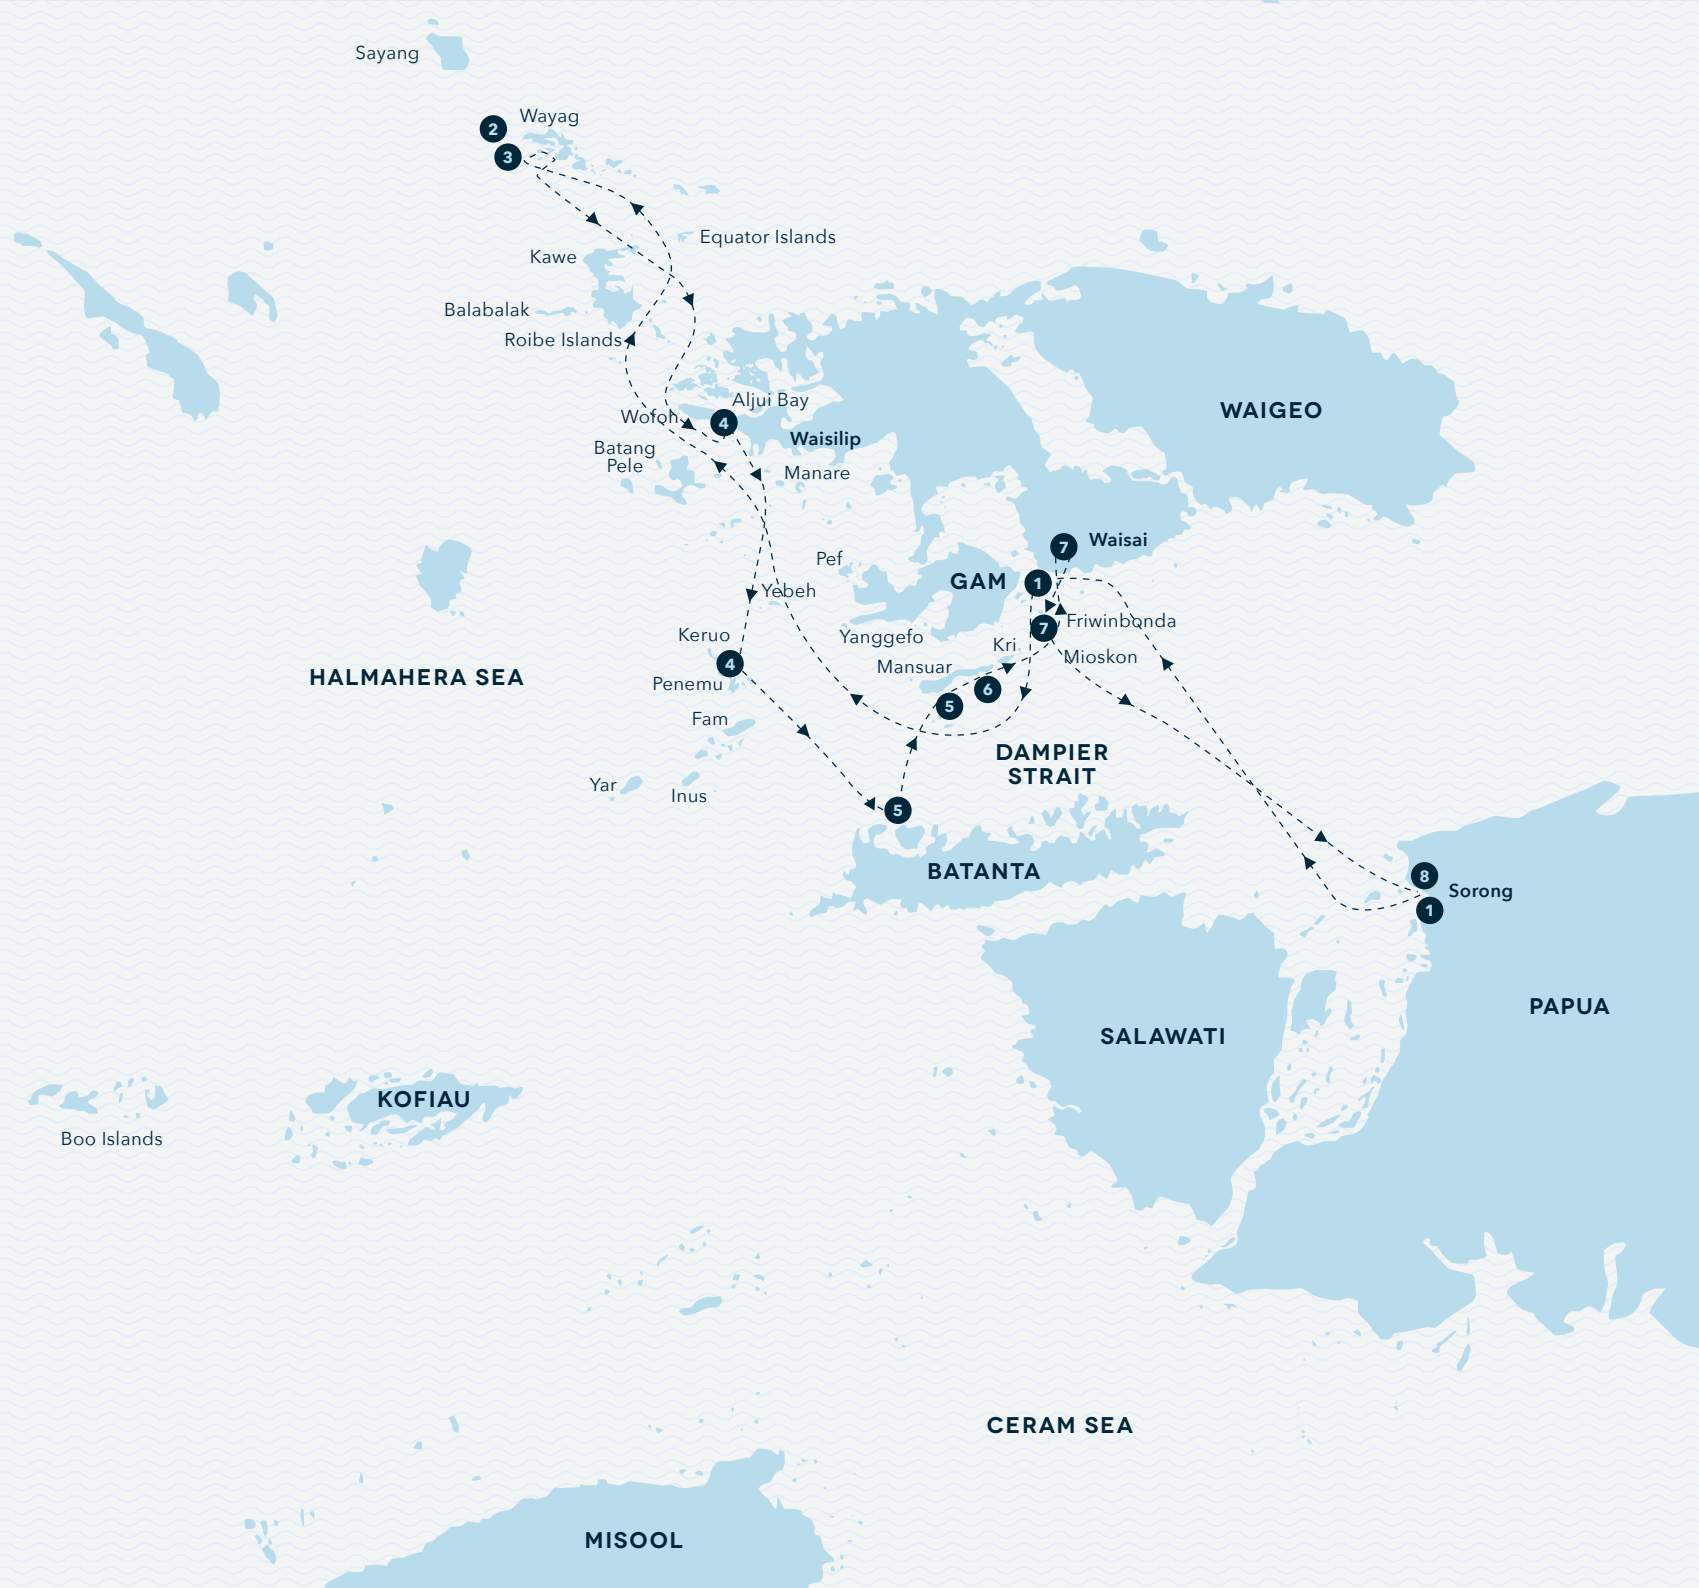 Sayang
Wayag
2
3
Equator Islands
Kawe
Balabalak
Roibe Islands
Aljui Bay
Wofoh
4
WAIGEO
Waisilip
Batang
Pele
Manare
Waisai
7
Pef
GAM
1
Yebeh
Friwinbonda
7
Keruo
Yanggefo
Kri
Mioskon
4
Mansuar
HALMAHERA SEA
Penemu
6
5
Fam
DAMPIER
STRAIT
Yar
Inus
5
BATANTA
8
Sorong
1
PAPUA
SALAWATI
KOFIAU
Boo Islands
CERAM SEA
MISOOL